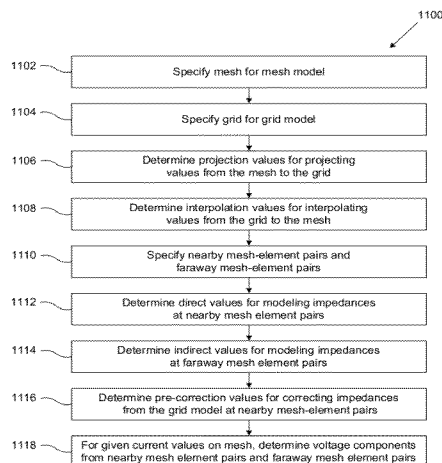 1100
1102
Specify mesh for mesh model
1104
Specify grid for grid model
1106
Determine projection values for projecting
values from the mesh to the grid
1108
Determine interpolation values for interpolating
values from the grid to the mesh
1110
Specify nearby mesh-element pairs and
faraway mesh-element pairs
1112
Determine direct values for modeling impedances
at nearby mesh element pairs
1114
Determine indirect values for modeling impedances
at faraway mesh element pairs
1116
Determine pre-correction values for correcting impedances
from the grid model at nearby mesh-element pairs
1118
For given current values on mesh, determine voltage components
from nearby mesh element pairs and faraway mesh element pairs